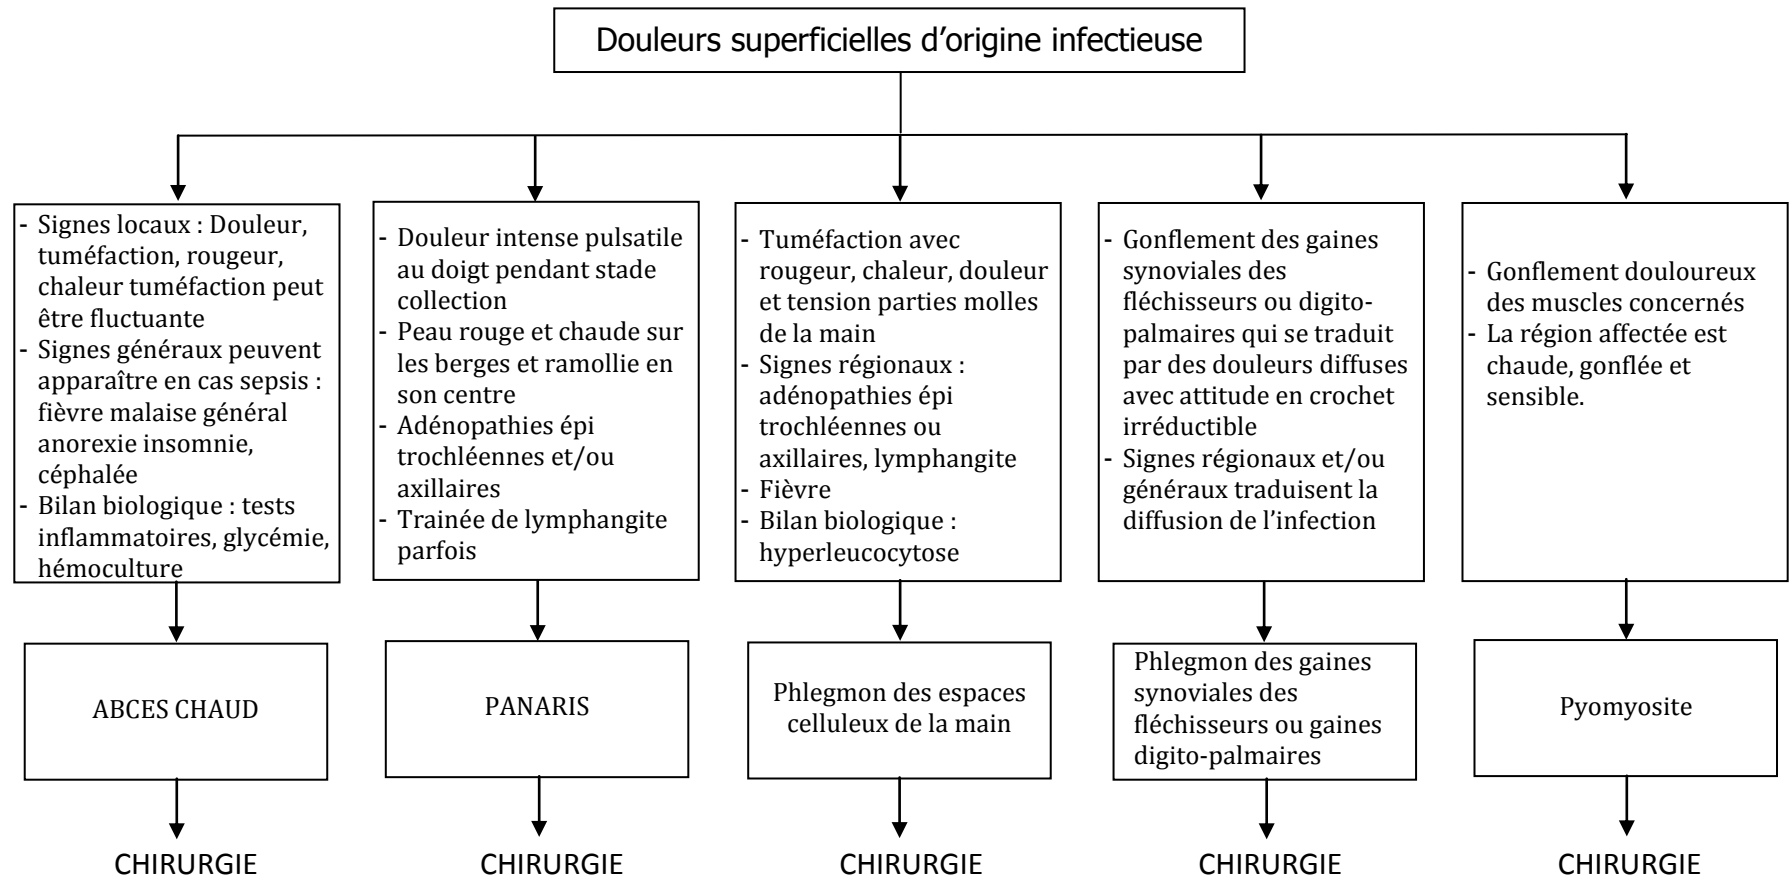 Douleurs superficielles d’origine infectieuse
- Signes locaux : Douleur,
tuméfaction, rougeur,
chaleur tuméfaction peut
être fluctuante
- Signes généraux peuvent
apparaître en cas sepsis :
fièvre malaise général
anorexie insomnie,
céphalée
- Bilan biologique : tests
inflammatoires, glycémie,
hémoculture
- Douleur intense pulsatile
au doigt pendant stade
collection
- Peau rouge et chaude sur
les berges et ramollie en
son centre
- Adénopathies épi
trochléennes et/ou
axillaires
- Trainée de lymphangite
parfois
- Tuméfaction avec
rougeur, chaleur, douleur
et tension parties molles
de la main
- Signes régionaux :
adénopathies épi
trochléennes ou
axillaires, lymphangite
- Fièvre
- Bilan biologique :
hyperleucocytose
- Gonflement des gaines
synoviales des
fléchisseurs ou digito-
palmaires qui se traduit
par des douleurs diffuses
avec attitude en crochet
irréductible
- Signes régionaux et/ou
généraux traduisent la
diffusion de l’infection
- Gonflement douloureux
des muscles concernés
- La région affectée est
chaude, gonflée et
sensible.
ABCES CHAUD
PANARIS
Phlegmon des espaces
celluleux de la main
Phlegmon des gaines
synoviales des
fléchisseurs ou gaines
digito-palmaires
Pyomyosite
CHIRURGIE
CHIRURGIE
CHIRURGIE
CHIRURGIE
CHIRURGIE